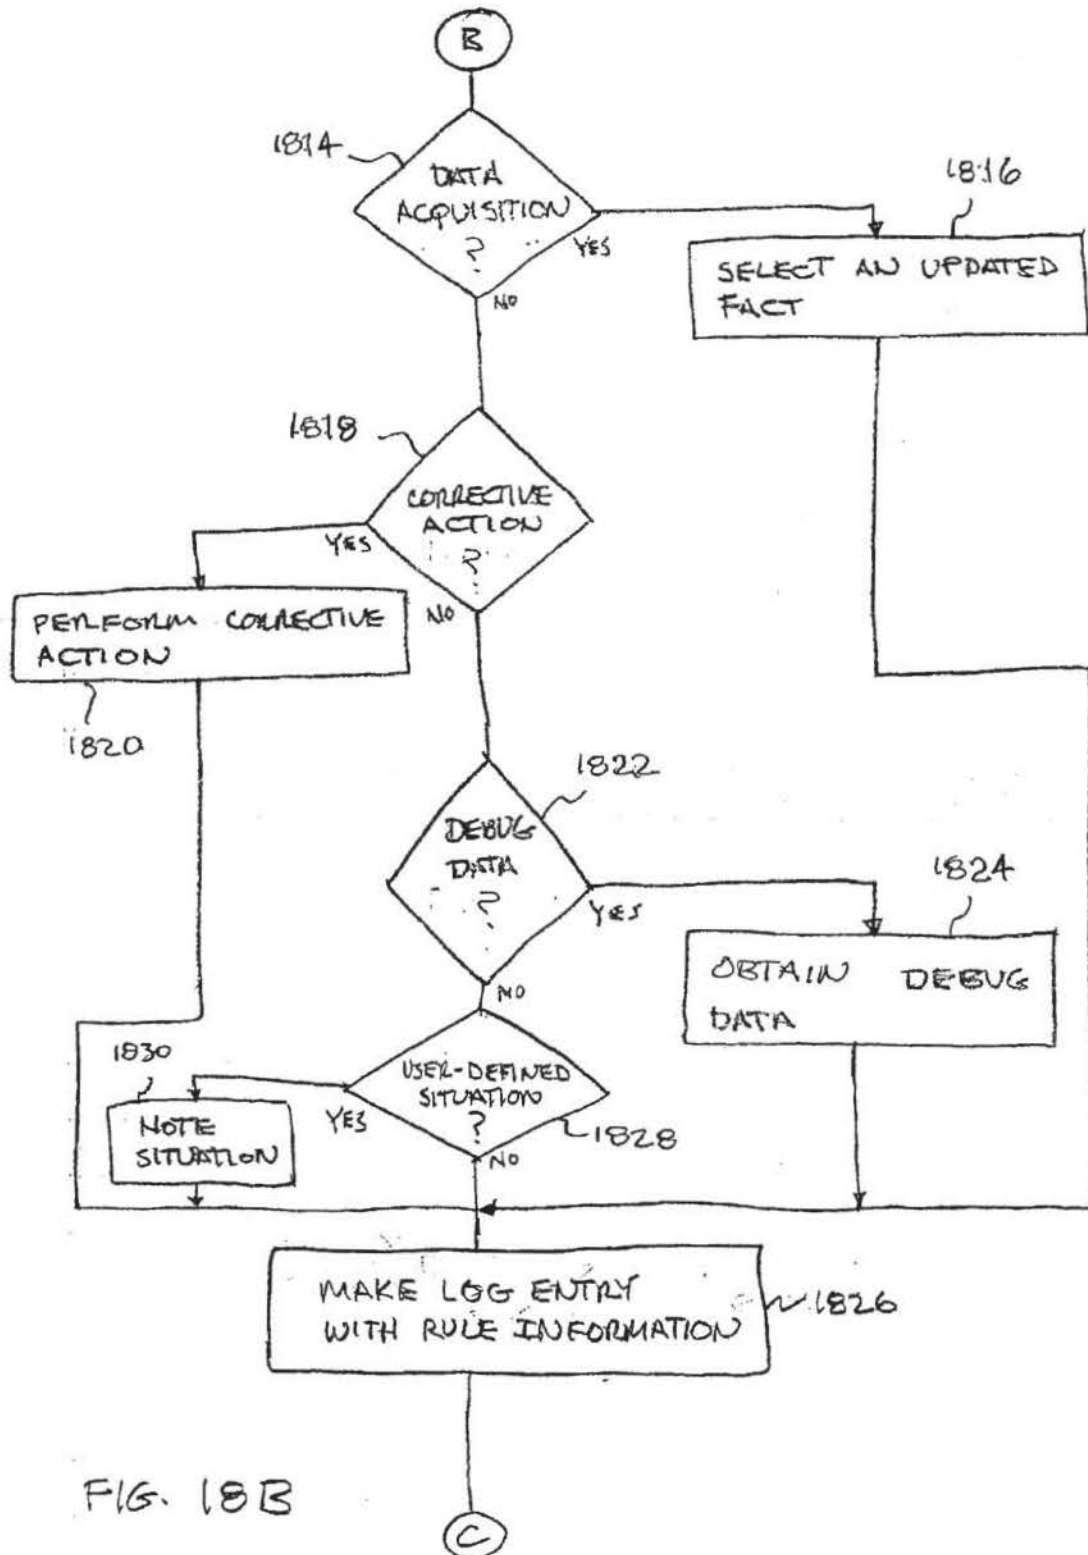 B
1814
DATA
ACQUISITION
?
YES
NO
1816
SELECT AN UPDATED
FACT
1818
CORRECTIVE
ACTION
?
YES
NO
PERFORM CORRECTIVE
ACTION
1820
1822
DEBUG
DATA
?
YES
NO
1824
OBTAIN DEBUG
DATA
1830
NOTE
SITUATION
USER-DEFINED
SITUATION
?
YES
NO
1828
MAKE LOG ENTRY
WITH RULE INFORMATION
1826
FIG. 18B
C